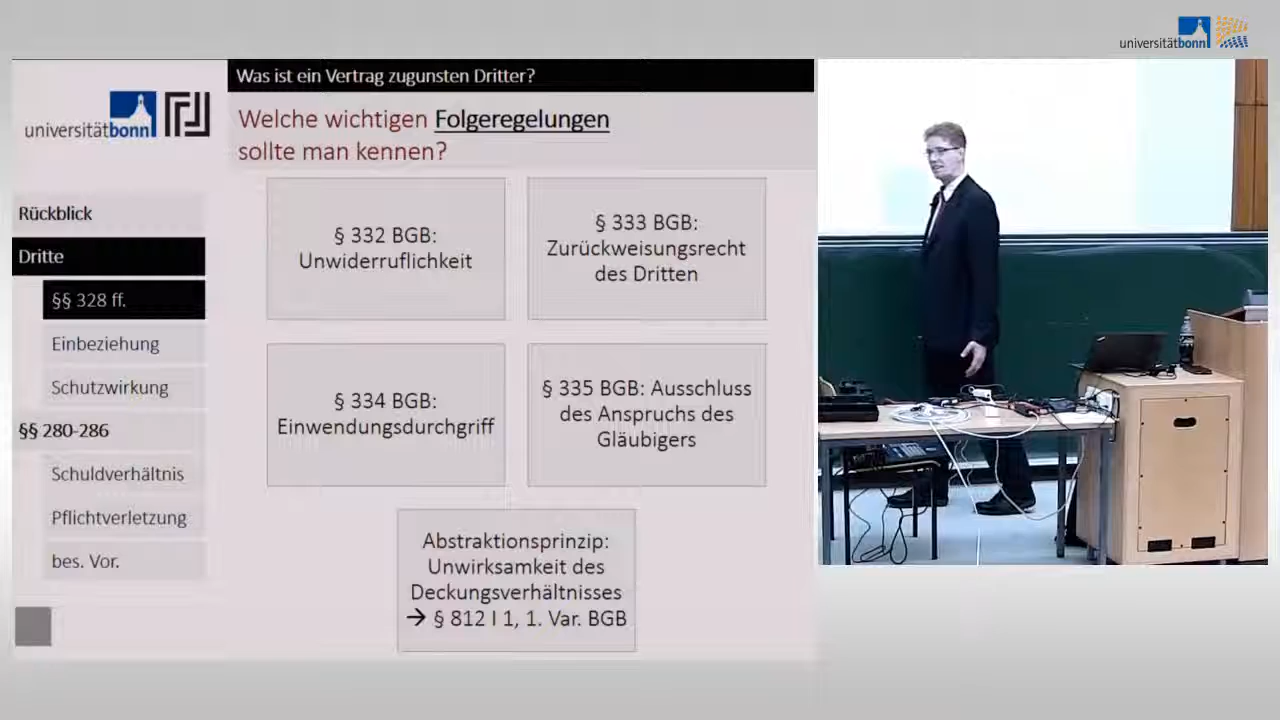 universitätbonn
Was ist ein Vertrag zugunsten Dritter?
universitätbonn
Welche wichtigen Folgeregelungen
sollte man kennen?
Rückblick
Dritte
§§ 328 ff.
Einbeziehung
Schutzwirkung
§§ 280-286
Schuldverhältnis
Pflichtverletzung
bes. Vor.
§ 332 BGB:
Unwiderruflichkeit
§ 333 BGB:
Zurückweisungsrecht
des Dritten
§ 334 BGB:
Einwendungsdurchgriff
§ 335 BGB: Ausschluss
des Anspruchs des
Gläubigers
Abstraktionsprinzip:
Unwirksamkeit des
Deckungsverhältnisses
→ § 812 I 1, 1. Var. BGB